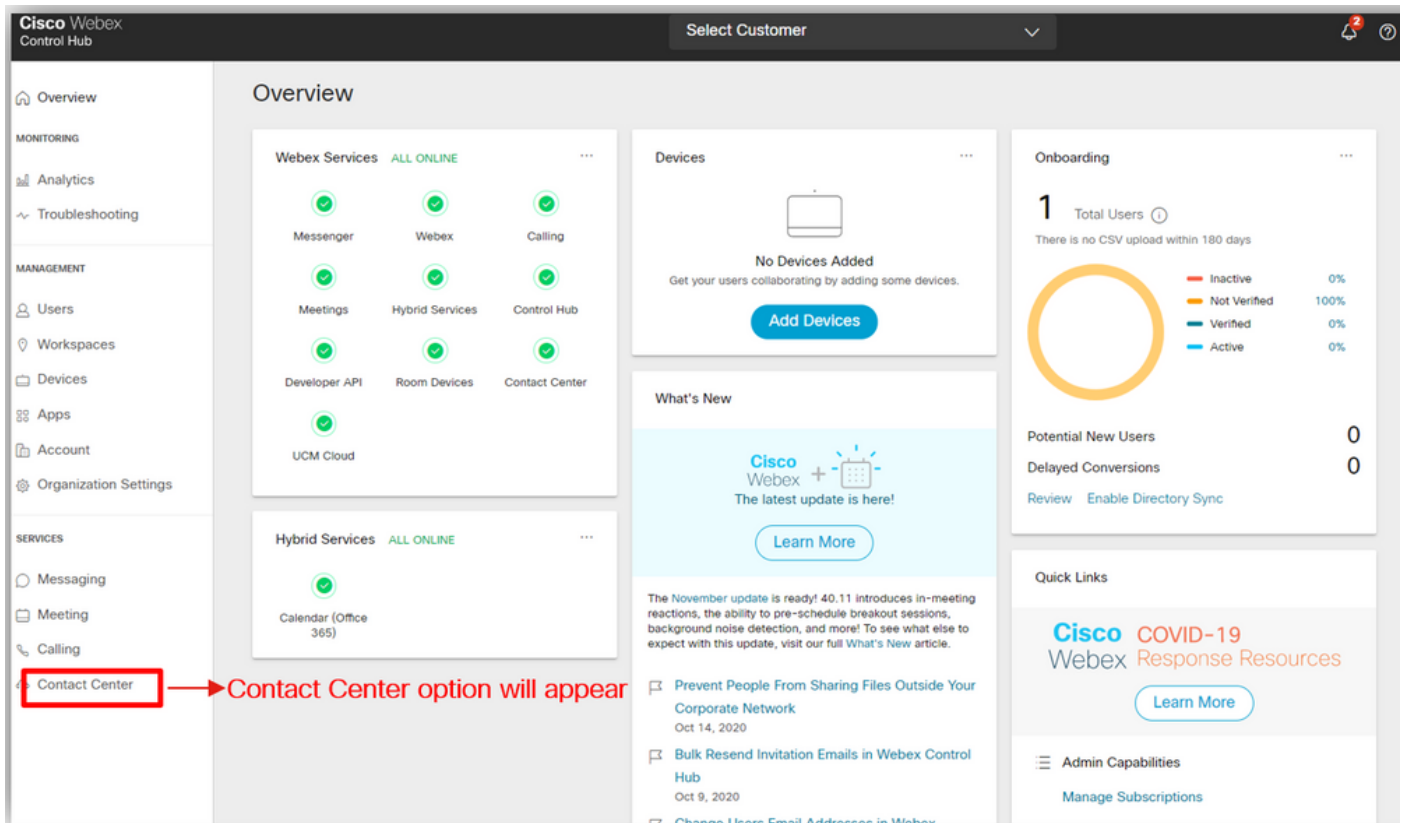 Cisco Webex
Control Hub
Select Customer
2
Overview
MONITORING
Analytics
Troubleshooting
MANAGEMENT
Users
Workspaces
Devices
Apps
Account
Organization Settings
SERVICES
Messaging
Meeting
Calling
Contact Center
Contact Center option will appear
Overview
Webex Services ALL ONLINE
Messenger Webex Calling
Meetings Hybrid Services Control Hub
Developer API Room Devices Contact Center
UCM Cloud
Hybrid Services ALL ONLINE
Calendar (Office
365)
Devices
No Devices Added
Get your users collaborating by adding some devices.
Add Devices
What's New
Cisco
Webex +
The latest update is here!
Learn More
The November update is ready! 40.11 introduces in-meeting
reactions, the ability to pre-schedule breakout sessions,
background noise detection, and more! To see what else to
expect with this update, visit our full What's New article.
Prevent People From Sharing Files Outside Your
Corporate Network
Oct 14, 2020
Bulk Resend Invitation Emails in Webex Control
Hub
Oct 9, 2020
Change Users Email Addresses in Webex
Onboarding
1 Total Users
There is no CSV upload within 180 days
Inactive 0%
Not Verified 100%
Verified 0%
Active 0%
Potential New Users 0
Delayed Conversions 0
Review Enable Directory Sync
Quick Links
Cisco COVID-19
Webex Response Resources
Learn More
Admin Capabilities
Manage Subscriptions